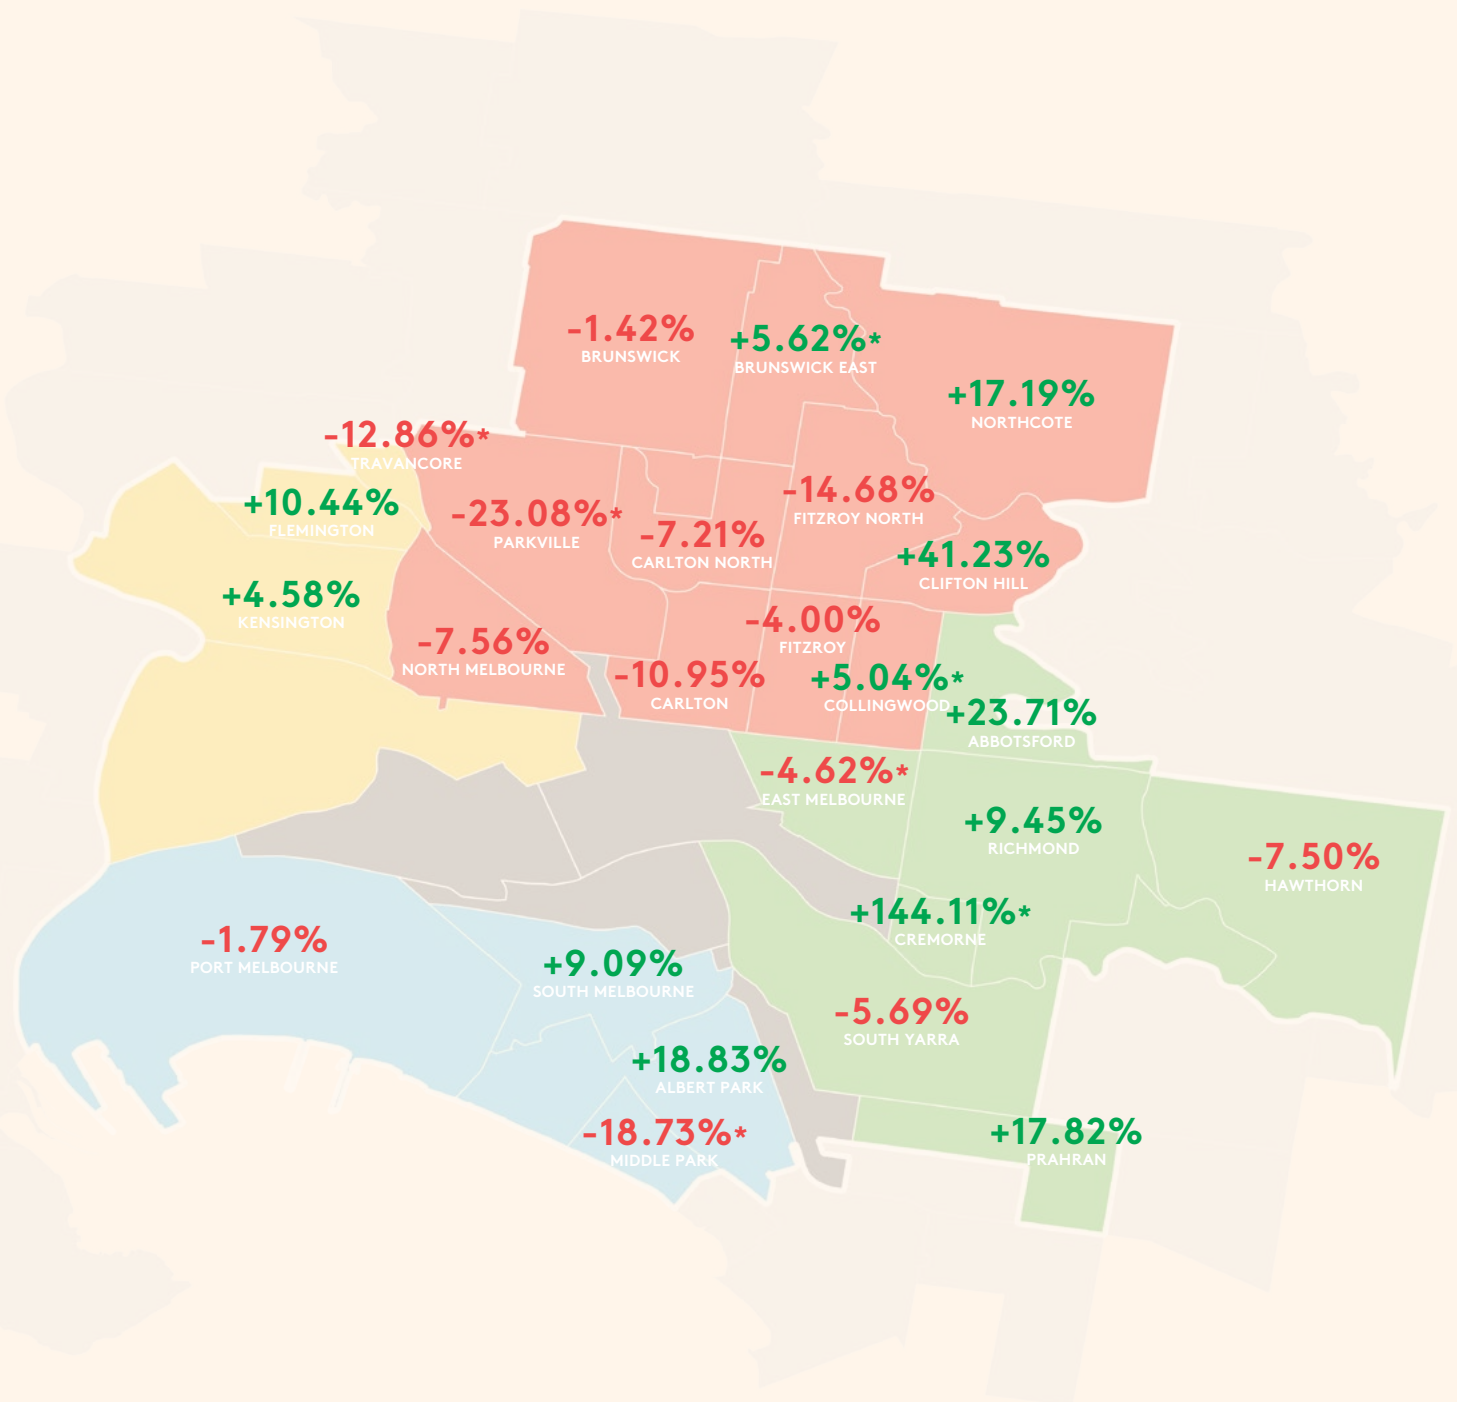 -1.42%
BRUNSWICK
+5.62%*
BRUNSWICK EAST
+17.19%
NORTHCOTE
-12.86%*
TRAVANCORE
+10.44%
FLEMINGTON
-23.08%*
PARKVILLE
-7.21%
CARLTON NORTH
-14.68%
FITZROY NORTH
+41.23%
CLIFTON HILL
+4.58%
KENSINGTON
-7.56%
NORTH MELBOURNE
-4.00%
FITZROY
-10.95%
CARLTON
+5.04%*
COLLINGWOOD
+23.71%
ABBOTSFORD
-4.62%*
EAST MELBOURNE
+9.45%
RICHMOND
-7.50%
HAWTHORN
+144.11%*
CREMORNE
-1.79%
PORT MELBOURNE
+9.09%
SOUTH MELBOURNE
-5.69%
SOUTH YARRA
+18.83%
ALBERT PARK
-18.73%*
MIDDLE PARK
+17.82%
PRAHRAN